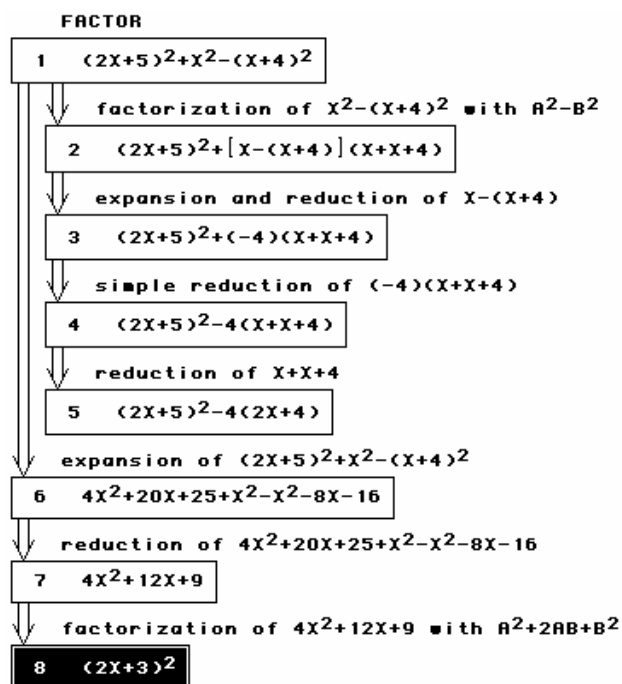 FACTOR
1 (2X+5)²+X²-(X+4)²
factorization of X²-(X+4)² with A²-B²
2 (2X+5)²+[X-(X+4)](X+X+4)
expansion and reduction of X-(X+4)
3 (2X+5)²+(-4)(X+X+4)
simple reduction of (-4)(X+X+4)
4 (2X+5)²-4(X+X+4)
reduction of X+X+4
5 (2X+5)²-4(2X+4)
expansion of (2X+5)²+X²-(X+4)²
6 4X²+20X+25+X²-X²-8X-16
reduction of 4X²+20X+25+X²-X²-8X-16
7 4X²+12X+9
factorization of 4X²+12X+9 with A²+2AB+B²
8 (2X+3)²